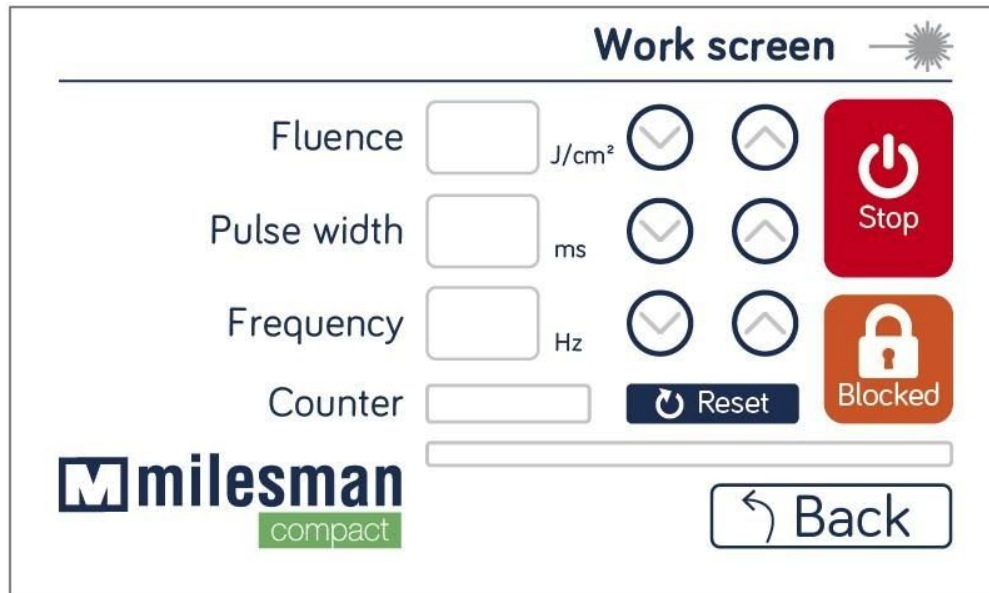 Work screen
Fluence J/cm²
Stop
Pulse width ms
Frequency Hz
Blocked
Counter Reset
M milesman
compact
Back